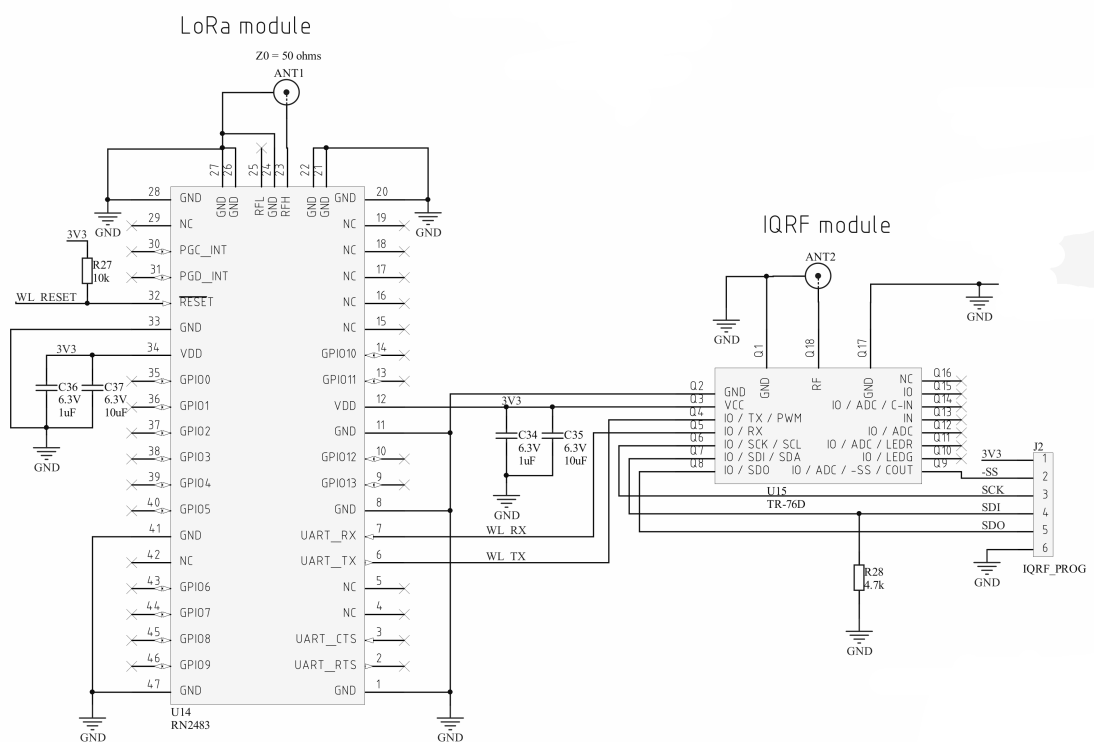 LoRa module
Z0 = 50 ohms
ANT1
27
26
25
24
23
22
21
GND
GND
RFL
GND
RFH
GND
GND
28 GND
GND 20
GND
GND
29 NC
NC 19
3V3
30 PGC_INT
NC 18
R27
10k
31 PGD_INT
NC 17
WL_RESET
32 RESET
NC 16
33 GND
NC 15
3V3
34 VDD
GPIO10 14
C36
6.3V
1uF
C37
6.3V
10uF
35 GPIO0
GPIO11 13
36 GPIO1
VDD 12
37 GPIO2
GND 11
GND
38 GPIO3
GPIO12 10
39 GPIO4
GPIO13 9
40 GPIO5
GND 8
41 GND
UART_RX 7
WL_RX
42 NC
UART_TX 6
WL_TX
43 GPIO6
NC 5
44 GPIO7
NC 4
45 GPIO8
UART_CTS 3
46 GPIO9
UART_RTS 2
47 GND
GND 1
U14
RN2483
GND
GND
IQRF module
ANT2
GND
GND
Q1
Q18
Q17
GND
RF
GND
Q2 GND
NC Q16
3V3
Q3 VCC
IO Q15
Q4 IO / TX / PWM
IO / ADC / C-IN Q14
Q5 IO / RX
IN Q13
Q6 IO / SCK / SCL
IO / ADC Q12
Q7 IO / SDI / SDA
IO / ADC / LEDR Q11
Q8 IO / SDO
IO / LEDG Q10
IO / ADC / -SS / COUT Q9
C34
6.3V
1uF
C35
6.3V
10uF
GND
U15
TR-76D
J2
3V3 1
-SS 2
SCK 3
SDI 4
SDO 5
6
GND
IQRF_PROG
R28
4.7k
GND